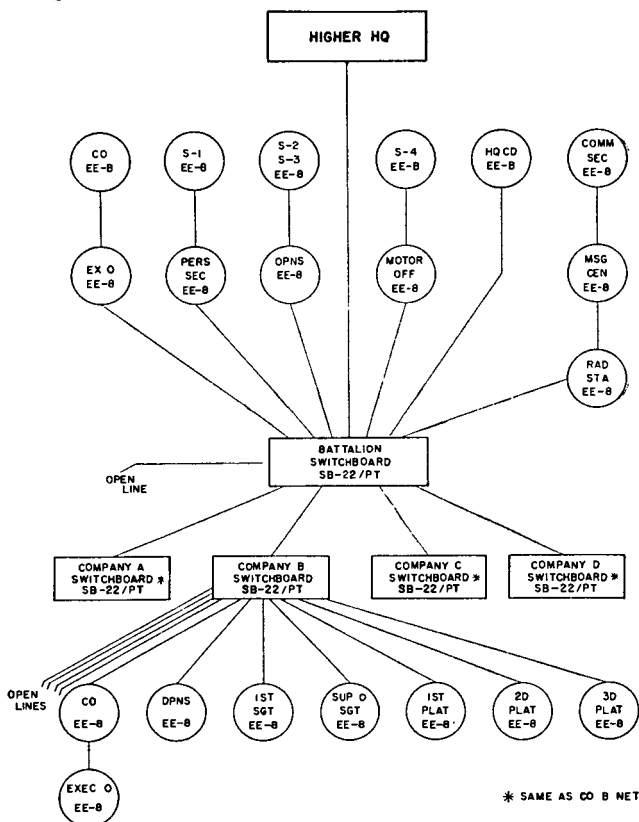 HIGHER HQ
CO
EE-8
S-1
EE-8
S-2
S-3
EE-8
S-4
EE-8
HQ CD
EE-8
COMM
SEC
EE-8
EX O
EE-8
PERS
SEC
EE-8
OPNS
EE-8
MOTOR
OFF
EE-8
MSG
CEN
EE-8
RAD
STA
EE-8
BATTALION
SWITCHBOARD
SB-22/PT
OPEN
LINE
COMPANY A
SWITCHBOARD *
SB-22/PT
COMPANY B
SWITCHBOARD
SB-22/PT
COMPANY C
SWITCHBOARD *
SB-22/PT
COMPANY D
SWITCHBOARD *
SB-22/PT
OPEN
LINES
CO
EE-8
OPNS
EE-8
1ST
SGT
EE-8
SUP O
SGT
EE-8
1ST
PLAT
EE-8
2D
PLAT
EE-8
3D
PLAT
EE-8
EXEC O
EE-8
* SAME AS CO B NET